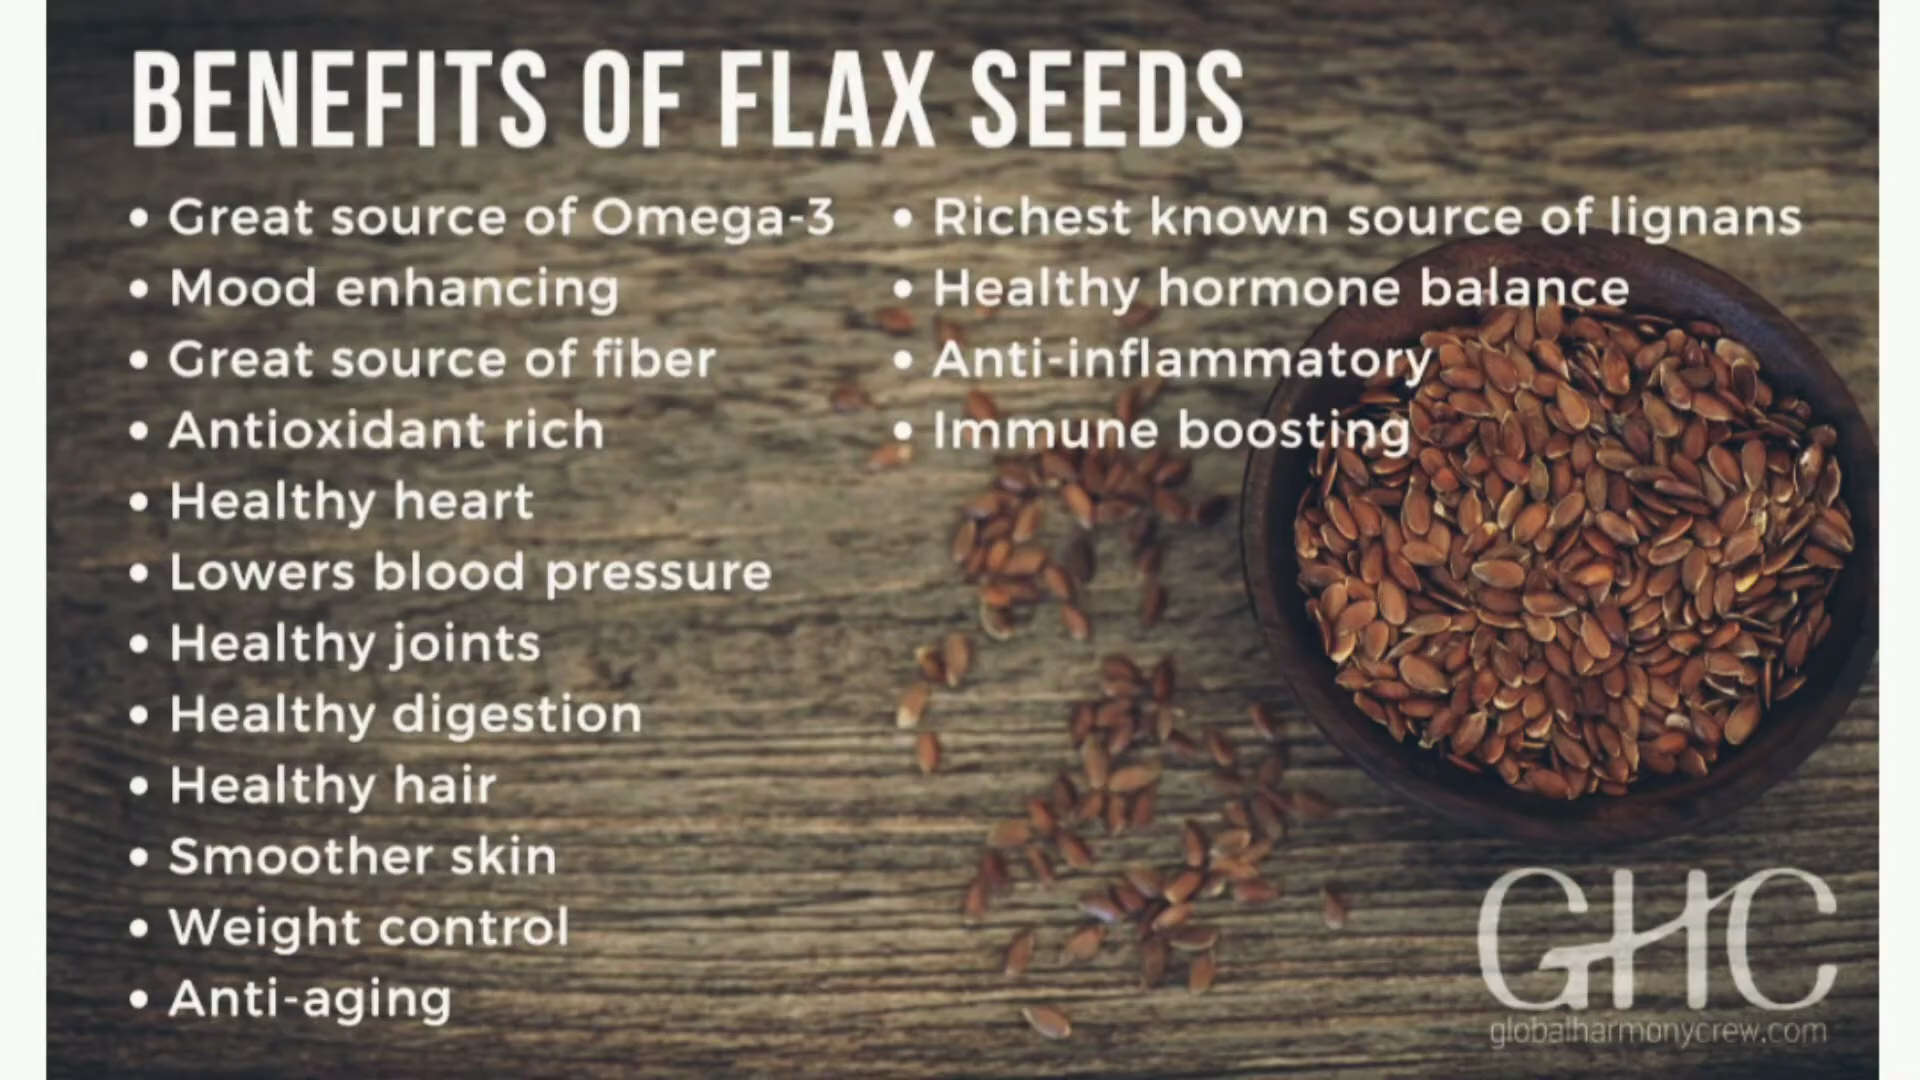 BENEFITS OF FLAX SEEDS
• Great source of Omega-3
• Mood enhancing
• Great source of fiber
• Antioxidant rich
• Healthy heart
• Lowers blood pressure
• Healthy joints
• Healthy digestion
• Healthy hair
• Smoother skin
• Weight control
• Anti-aging
• Richest known source of lignans
• Healthy hormone balance
• Anti-inflammatory
• Immune boosting
GHC
globalharmonycrew.com